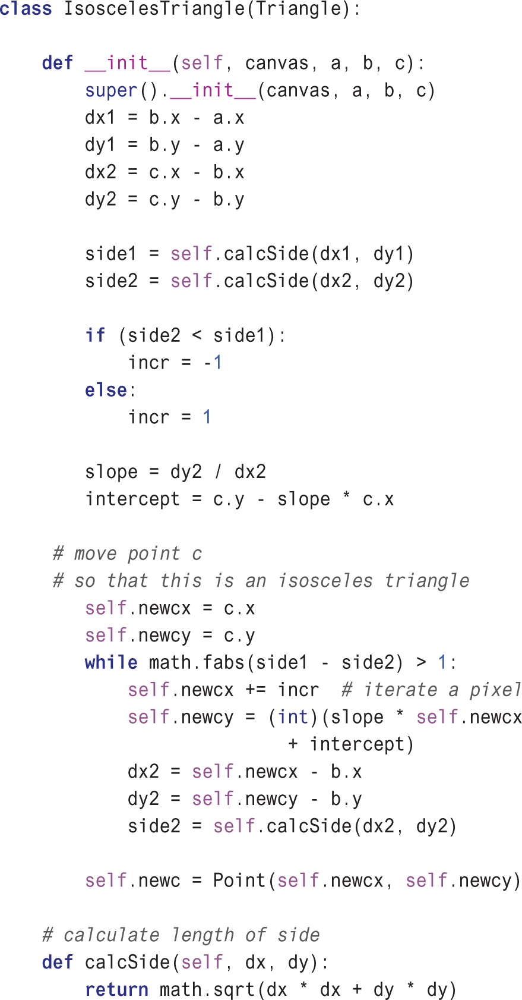 class IsoscelesTriangle(Triangle):

    def __init__(self, canvas, a, b, c):
        super().__init__(canvas, a, b, c)
        dx1 = b.x - a.x
        dy1 = b.y - a.y
        dx2 = c.x - b.x
        dy2 = c.y - b.y

        side1 = self.calcSide(dx1, dy1)
        side2 = self.calcSide(dx2, dy2)

        if (side2 < side1):
            incr = -1
        else:
            incr = 1

        slope = dy2 / dx2
        intercept = c.y - slope * c.x

     # move point c
     # so that this is an isosceles triangle
        self.newcx = c.x
        self.newcy = c.y
        while math.fabs(side1 - side2) > 1:
            self.newcx += incr  # iterate a pixel
            self.newcy = (int)(slope * self.newcx
                           + intercept)
            dx2 = self.newcx - b.x
            dy2 = self.newcy - b.y
            side2 = self.calcSide(dx2, dy2)

        self.newc = Point(self.newcx, self.newcy)

    # calculate length of side
    def calcSide(self, dx, dy):
        return math.sqrt(dx * dx + dy * dy)